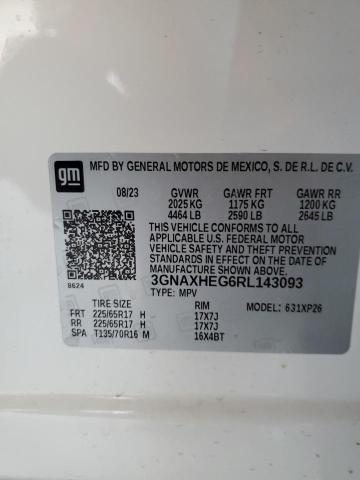 gm
MFD BY GENERAL MOTORS DE MEXICO, S. DE R.L. DE C.V.
08/23 GVWR GAWR FRT GAWR RR
2025 KG 1175 KG 1200 KG
4464 LB 2590 LB 2645 LB
THIS VEHICLE CONFORMS TO ALL
APPLICABLE U.S. FEDERAL MOTOR
VEHICLE SAFETY AND THEFT
PREVENTION STANDARDS IN EFFECT ON
THE DATE OF MANUFACTURE SHOWN ABOVE.
8624
3GNAXHEG6RL143093
TYPE: MPV
TIRE SIZE RIM MODEL: 631XP26
FRT 225/65R17 H 17X7J
RR 225/65R17 H 17X7J
SPA T135/70R16 M 16X4BT